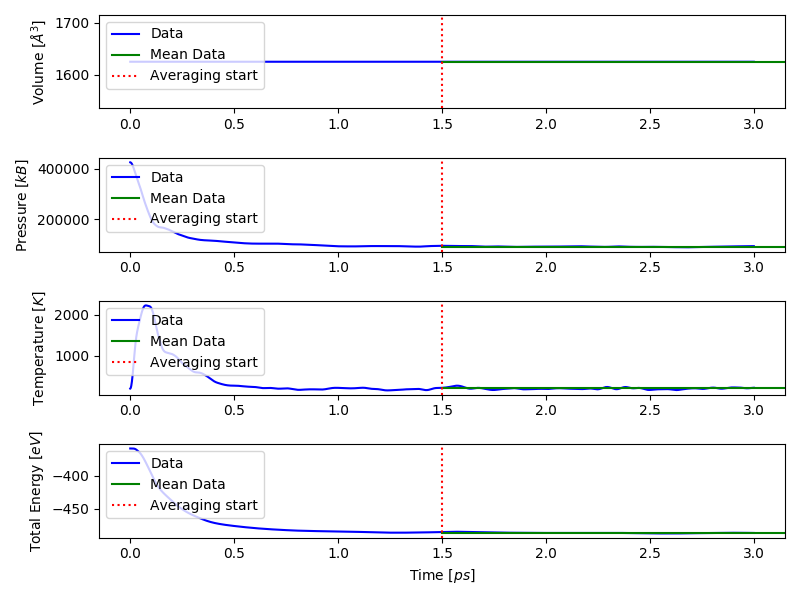 Volume [Å³]
1700
1600
Data
Mean Data
Averaging start
0.0 0.5 1.0 1.5 2.0 2.5 3.0
Pressure [kB]
400000
200000
Data
Mean Data
Averaging start
0.0 0.5 1.0 1.5 2.0 2.5 3.0
Temperature [K]
2000
1000
Data
Mean Data
Averaging start
0.0 0.5 1.0 1.5 2.0 2.5 3.0
Total Energy [eV]
−400
−450
Data
Mean Data
Averaging start
0.0 0.5 1.0 1.5 2.0 2.5 3.0
Time [ps]